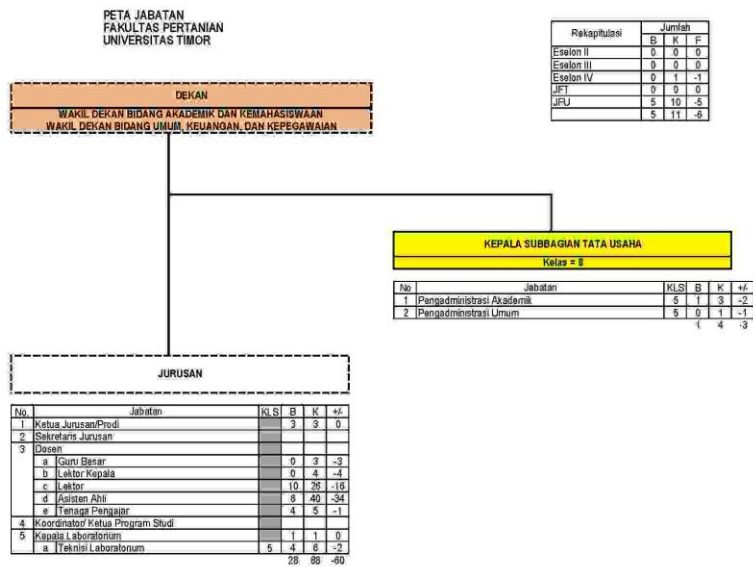 PETA JABATAN
FAKULTAS PERTANIAN
UNIVERSITAS TIMOR
Rekapitulasi Jumlah
B K F
Eselon II 0 0 0
Eselon III 0 0 0
Eselon IV 0 1 -1
JFT 0 0 0
JFU 5 10 -5
5 11 -6
DEKAN
WAKIL DEKAN BIDANG AKADEMIK DAN KEMAHASISWAAN
WAKIL DEKAN BIDANG UMUM, KEUANGAN, DAN KEPEGAWAIAN
KEPALA SUBBAGIAN TATA USAHA
Kelas = 8
No Jabatan KLS B K +/-
1 Pengadministrasi Akademik 5 1 3 -2
2 Pengadministrasi Umum 5 0 1 -1
1 4 -3
JURUSAN
No. Jabatan KLS B K +/-
1 Ketua Jurusan/Prodi 3 3 0
2 Sekretaris Jurusan
3 Dosen
a Guru Besar 0 3 -3
b Lektor Kepala 0 4 -4
c Lektor 10 26 -16
d Asisten Ahli 6 40 -34
e Tenaga Pengajar 4 5 -1
4 Koordinator/ Ketua Program Studi
5 Kepala Laboratorium 1 1 0
a Teknisi Laboratorium 5 4 6 -2
28 88 -60